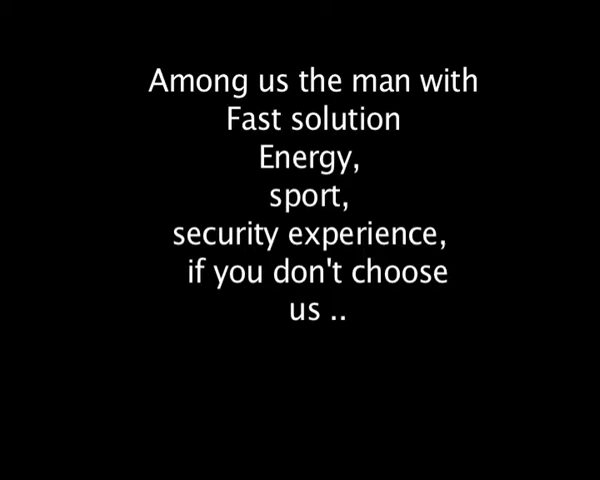 Among us the man with
Fast solution
Energy,
sport,
security experience,
if you don't choose
us ..